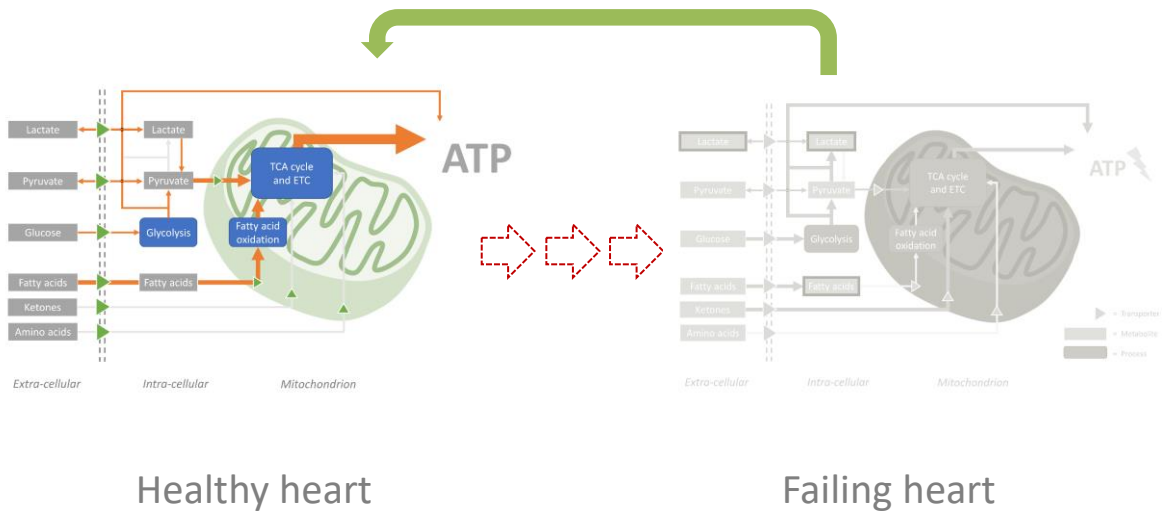 Lactate
Lactate
Pyruvate
Pyruvate
Glucose
Glycolysis
Fatty acids
Fatty acids
Ketones
Amino acids
TCA cycle
and ETC
Fatty acid
oxidation
ATP
Extra-cellular
Intra-cellular
Mitochondrion
Healthy heart
Lactate
Lactate
Pyruvate
Pyruvate
Glucose
Glycolysis
Fatty acids
Fatty acids
Ketones
Amino acids
TCA cycle
and ETC
Fatty acid
oxidation
ATP
= Transporter
= Metabolite
= Process
Extra-cellular
Intra-cellular
Mitochondrion
Failing heart